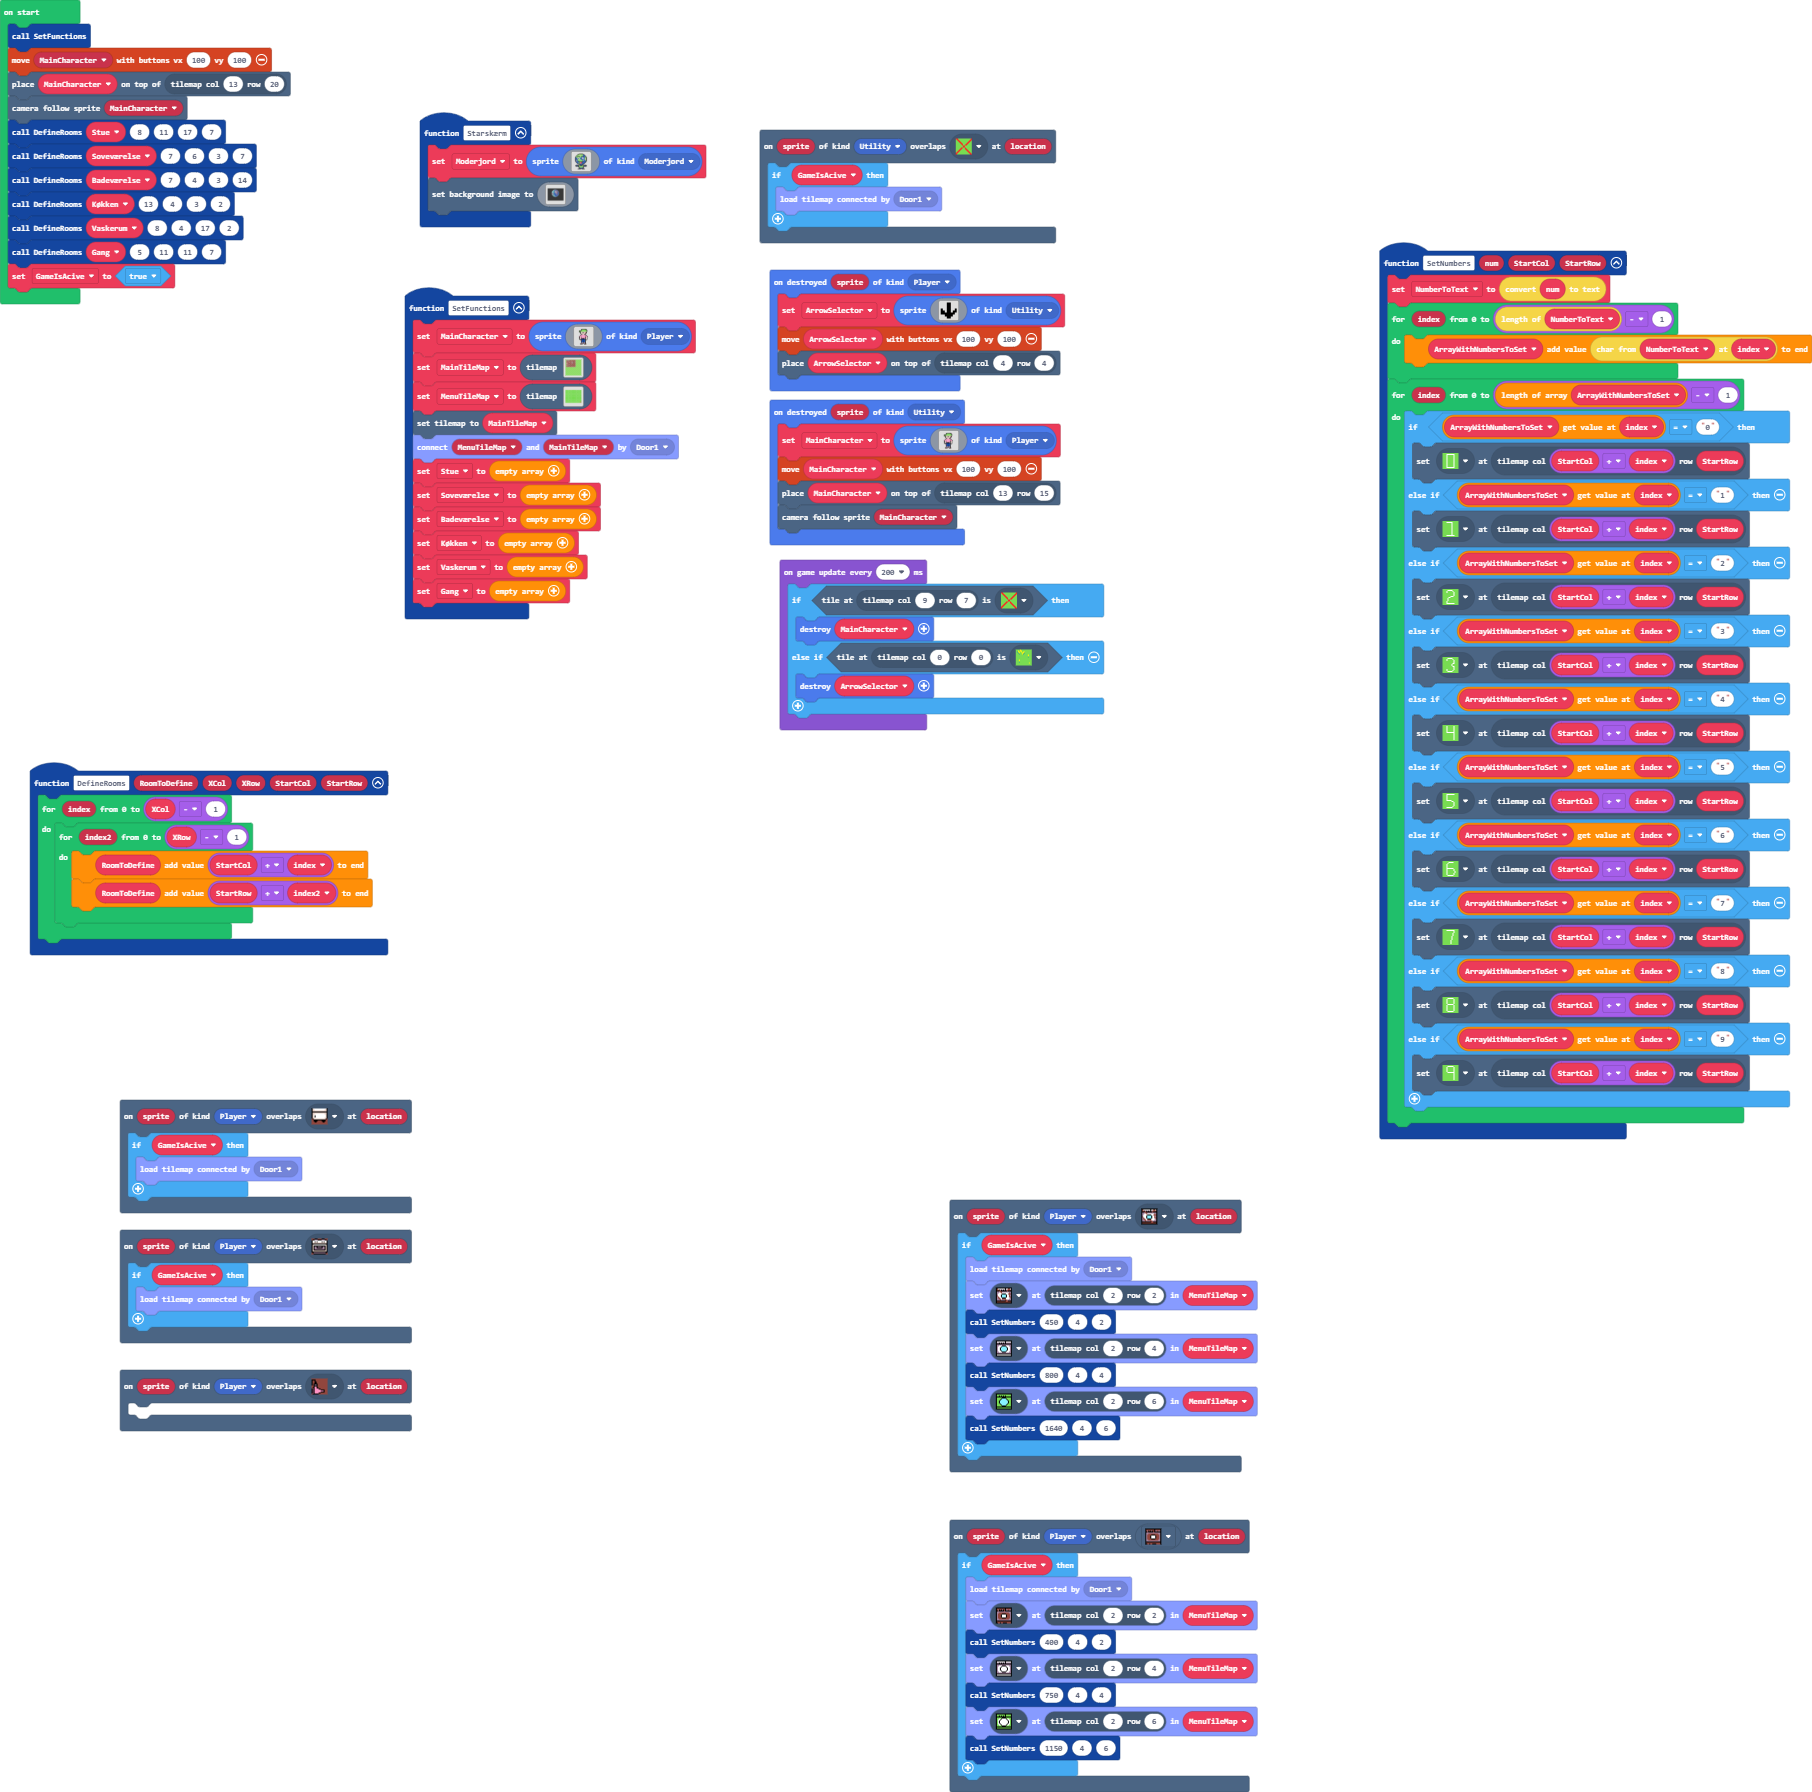 on start
call SetFunctions
move MainCharacter with buttons vx 100 vy 100
place MainCharacter on top of tilemap col 13 row 20
camera follow sprite MainCharacter
call DefineRooms Stue 8 11 17 7
call DefineRooms Soveværelse 7 6 3 7
call DefineRooms Badeværelse 7 4 3 14
call DefineRooms Køkken 13 4 3 2
call DefineRooms Vaskerum 8 4 17 2
call DefineRooms Gang 5 11 11 7
set GameIsAcive to true
function Starskærm
set Moderjord to sprite of kind Moderjord
set background image to
function SetFunctions
set MainCharacter to sprite of kind Player
set MainTileMap to tilemap
set MenuTileMap to tilemap
set tilemap to MainTileMap
connect MenuTileMap and MainTileMap by Door1
set Stue to empty array
set Soveværelse to empty array
set Badeværelse to empty array
set Køkken to empty array
set Vaskerum to empty array
set Gang to empty array
on sprite of kind Utility overlaps at location
if GameIsAcive then
load tilemap connected by Door1
on destroyed sprite of kind Player
set ArrowSelector to sprite of kind Utility
move ArrowSelector with buttons vx 100 vy 100
place ArrowSelector on top of tilemap col 4 row 4
on destroyed sprite of kind Utility
set MainCharacter to sprite of kind Player
move MainCharacter with buttons vx 100 vy 100
place MainCharacter on top of tilemap col 13 row 15
camera follow sprite MainCharacter
on game update every 200 ms
if tile at tilemap col 9 row 7 is then
destroy MainCharacter
else if tile at tilemap col 0 row 0 is then
destroy ArrowSelector
function DefineRooms RoomToDefine XCol XRow StartCol StartRow
for index from 0 to XCol - 1
do
for index2 from 0 to XRow - 1
do
RoomToDefine add value StartCol + index to end
RoomToDefine add value StartRow + index2 to end
on sprite of kind Player overlaps at location
if GameIsAcive then
load tilemap connected by Door1
on sprite of kind Player overlaps at location
if GameIsAcive then
load tilemap connected by Door1
on sprite of kind Player overlaps at location
function SetNumbers num StartCol StartRow
set NumberToText to convert num to text
for index from 0 to length of NumberToText - 1
do
ArrayWithNumbersToSet add value char from NumberToText at index to end
for index from 0 to length of array ArrayWithNumbersToSet - 1
do
if ArrayWithNumbersToSet get value at index = "0" then
set 0 at tilemap col StartCol + index row StartRow
else if ArrayWithNumbersToSet get value at index = "1" then
set 1 at tilemap col StartCol + index row StartRow
else if ArrayWithNumbersToSet get value at index = "2" then
set 2 at tilemap col StartCol + index row StartRow
else if ArrayWithNumbersToSet get value at index = "3" then
set 3 at tilemap col StartCol + index row StartRow
else if ArrayWithNumbersToSet get value at index = "4" then
set 4 at tilemap col StartCol + index row StartRow
else if ArrayWithNumbersToSet get value at index = "5" then
set 5 at tilemap col StartCol + index row StartRow
else if ArrayWithNumbersToSet get value at index = "6" then
set 6 at tilemap col StartCol + index row StartRow
else if ArrayWithNumbersToSet get value at index = "7" then
set 7 at tilemap col StartCol + index row StartRow
else if ArrayWithNumbersToSet get value at index = "8" then
set 8 at tilemap col StartCol + index row StartRow
else if ArrayWithNumbersToSet get value at index = "9" then
set 9 at tilemap col StartCol + index row StartRow
on sprite of kind Player overlaps at location
if GameIsAcive then
load tilemap connected by Door1
set at tilemap col 2 row 2 in MenuTileMap
call SetNumbers 450 4 2
set at tilemap col 2 row 4 in MenuTileMap
call SetNumbers 800 4 4
set at tilemap col 2 row 6 in MenuTileMap
call SetNumbers 1640 4 6
on sprite of kind Player overlaps at location
if GameIsAcive then
load tilemap connected by Door1
set at tilemap col 2 row 2 in MenuTileMap
call SetNumbers 400 4 2
set at tilemap col 2 row 4 in MenuTileMap
call SetNumbers 750 4 4
set at tilemap col 2 row 6 in MenuTileMap
call SetNumbers 1150 4 6